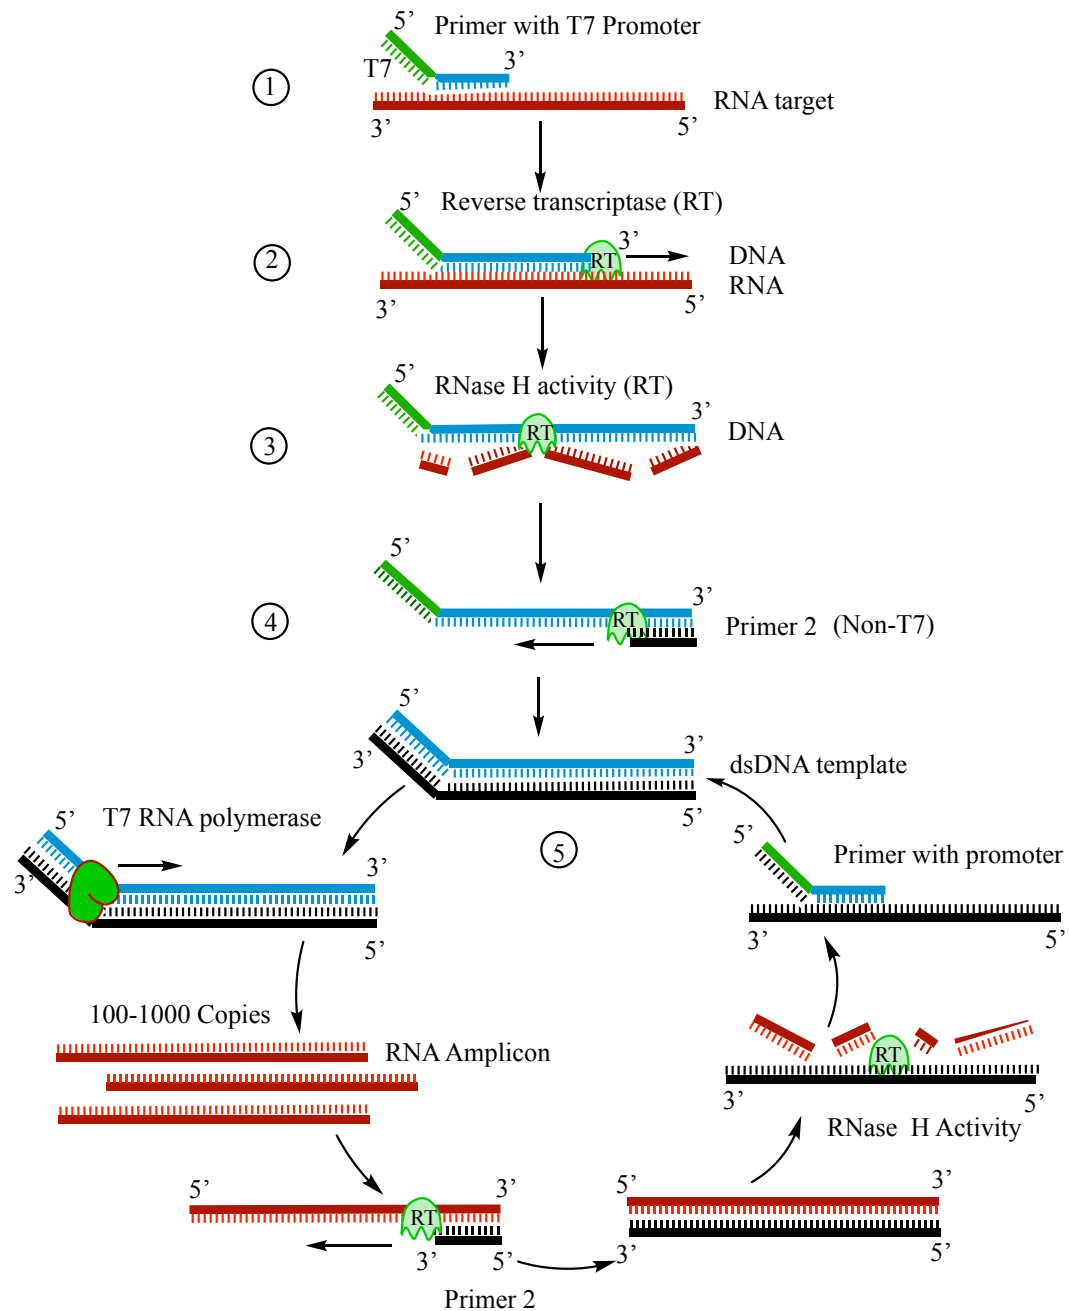 5’
Primer with T7 Promoter
3’
T7
1
RNA target
3’
5’
Reverse transcriptase (RT)
5’
3’
2
RT
DNA
RNA
3’
5’
RNase H activity (RT)
5’
3’
3
RT
DNA
5’
3’
4
RT
Primer 2 (Non-T7)
5’
3’
3’
dsDNA template
5’
T7 RNA polymerase
5’
3’
3’
5’
5
5’
Primer with promoter
3’
5’
100-1000 Copies
RNA Amplicon
RT
3’
5’
RNase H Activity
5’
3’
RT
3’
5’
Primer 2
5’
3’
3’
5’